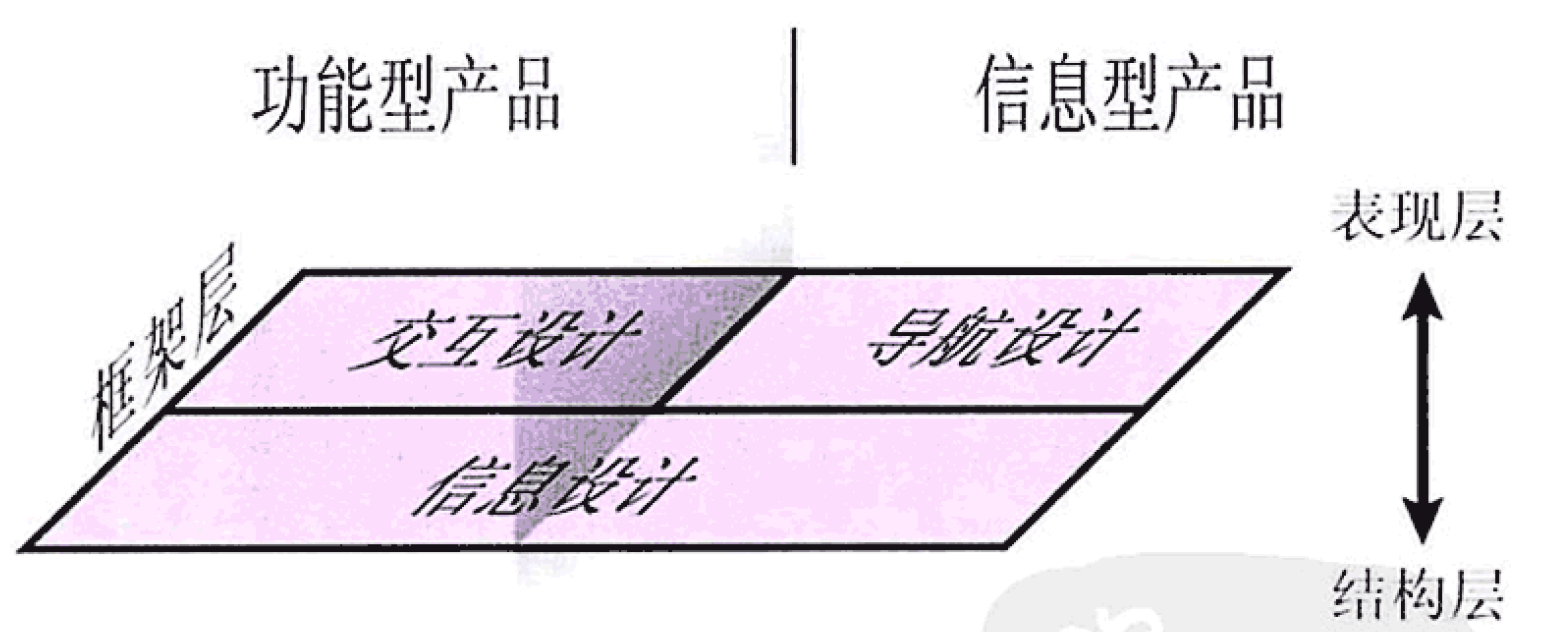 功能型产品
信息型产品
表现层
框架层
交互设计
导航设计
信息设计
结构层